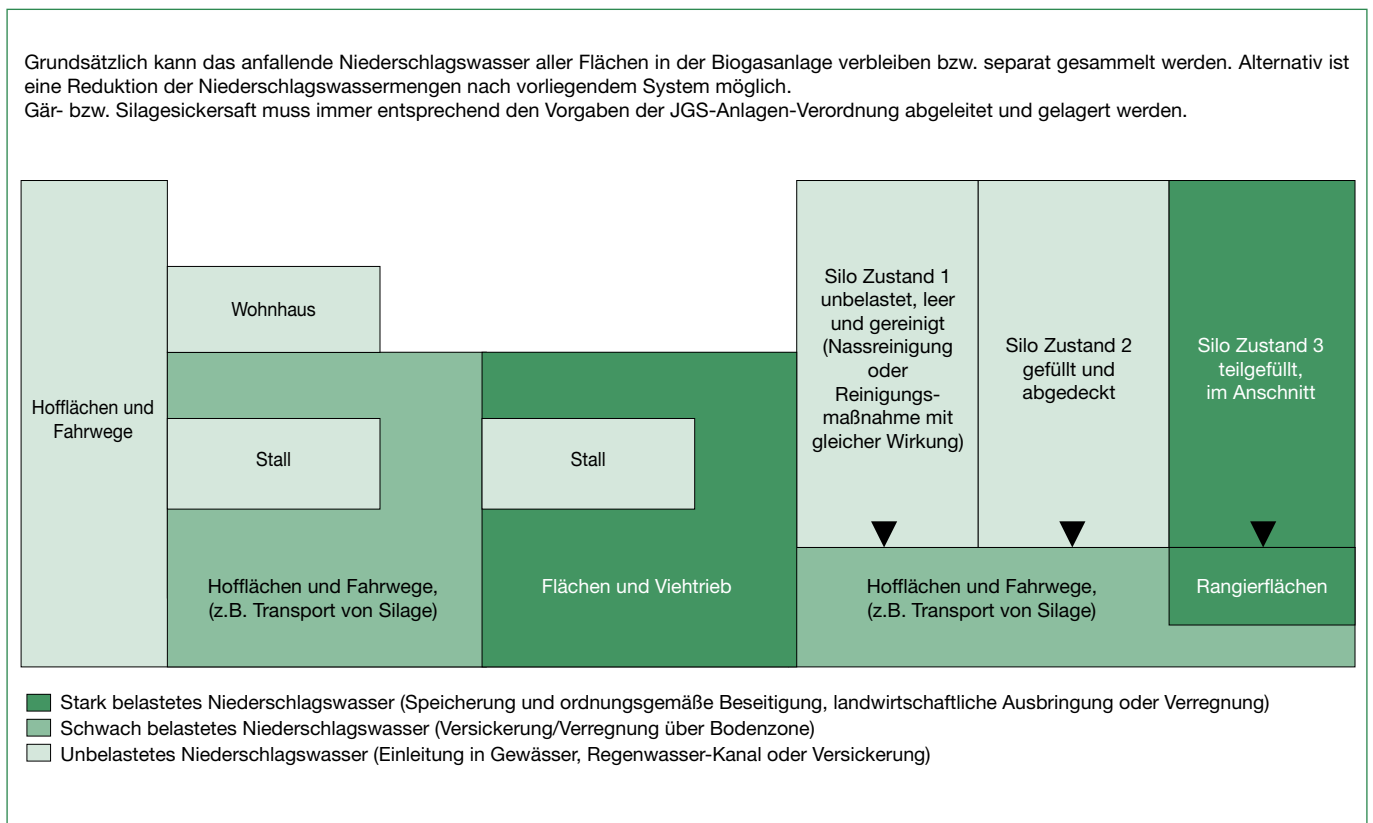 Grundsätzlich kann das anfallende Niederschlagswasser aller Flächen in der Biogasanlage verbleiben bzw. separat gesammelt werden. Alternativ ist
eine Reduktion der Niederschlagswassermengen nach vorliegendem System möglich.
Gär- bzw. Silagesickersaft muss immer entsprechend den Vorgaben der JGS-Anlagen-Verordnung abgeleitet und gelagert werden.
Hofflächen und
Fahrwege
Wohnhaus
Stall
Hofflächen und Fahrwege,
(z.B. Transport von Silage)
Stall
Flächen und Viehtrieb
Silo Zustand 1
unbelastet, leer
und gereinigt
(Nassreinigung
oder
Reinigungs-
maßnahme mit
gleicher Wirkung)
Silo Zustand 2
gefüllt und
abgedeckt
Silo Zustand 3
teilgefüllt,
im Anschnitt
Hofflächen und Fahrwege,
(z.B. Transport von Silage)
Rangierflächen
Stark belastetes Niederschlagswasser (Speicherung und ordnungsgemäße Beseitigung, landwirtschaftliche Ausbringung oder Verregnung)
Schwach belastetes Niederschlagswasser (Versickerung/Verregnung über Bodenzone)
Unbelastetes Niederschlagswasser (Einleitung in Gewässer, Regenwasser-Kanal oder Versickerung)